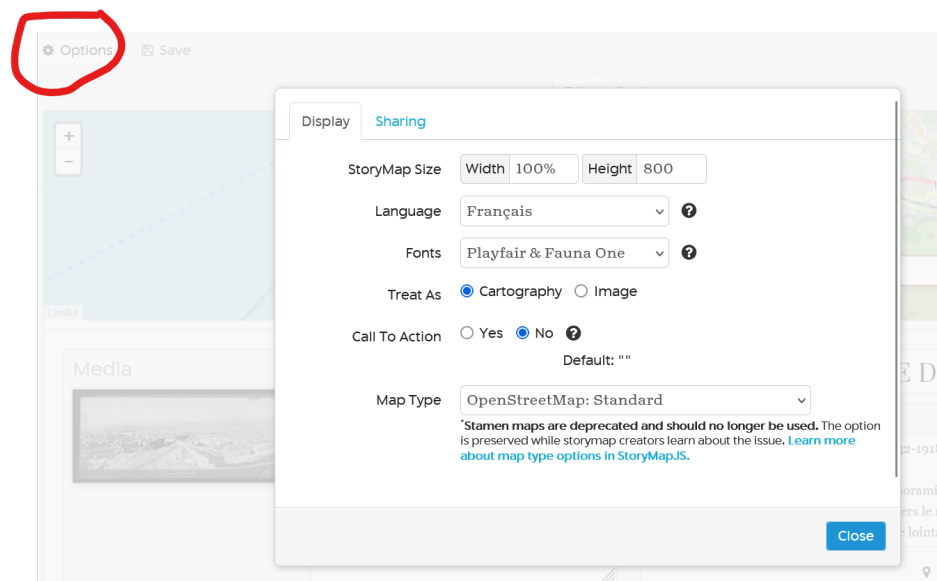 Options Save
Display Sharing
StoryMap Size Width 100% Height 800
Language Français
Fonts Playfair & Fauna One
Treat As Cartography Image
Call To Action Yes No
Default: ""
Map Type OpenStreetMap: Standard
*Stamen maps are deprecated and should no longer be used. The option
is preserved while storymap creators learn about the issue. Learn more
about map type options in StoryMapJS.
Close
Leaflet
Media